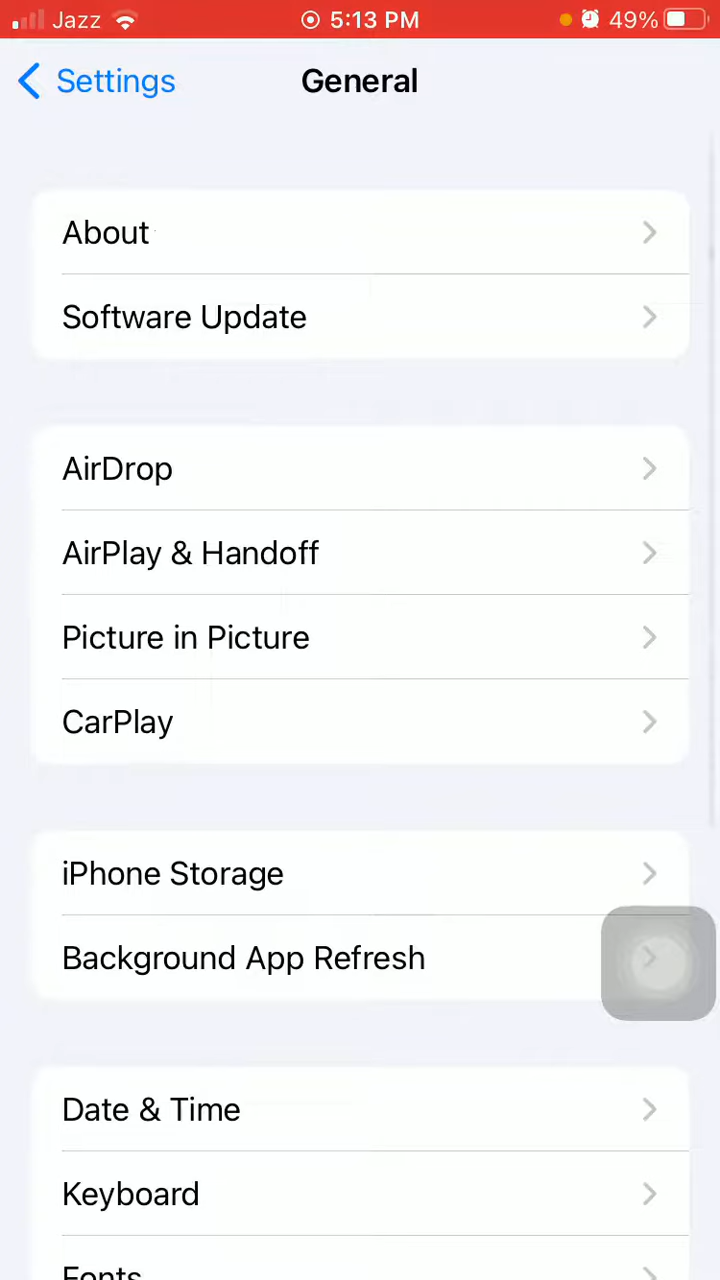 Jazz 5:13 PM 49%
Settings General
About
Software Update
AirDrop
AirPlay & Handoff
Picture in Picture
CarPlay
iPhone Storage
Background App Refresh
Date & Time
Keyboard
Fonts